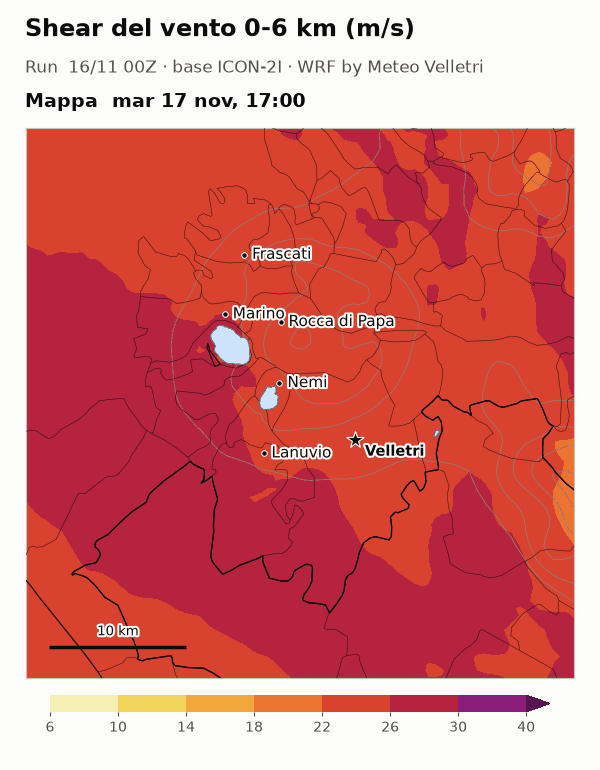 Shear del vento 0-6 km (m/s)
Run 16/11 00Z · base ICON-2I · WRF by Meteo Velletri
Mappa mar 17 nov, 17:00
Frascati
Marino
Rocca di Papa
Nemi
Velletri
Lanuvio
10 km
6 10 14 18 22 26 30 40